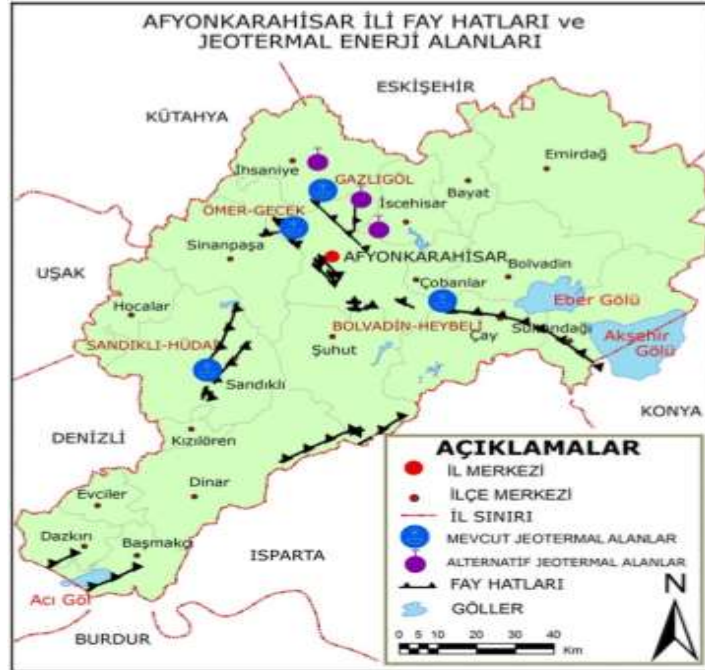 AFYONKARAHİSAR İLİ FAY HATLARI ve
JEOTERMAL ENERJİ ALANLARI
ESKİŞEHİR
KÜTAHYA
İhsaniye
Emirdağ
GAZLIGÖL
Bayat
İscehisar
ÖMER-GECEK
Sinanpaşa
AFYONKARAHİSAR
UŞAK
Çobanlar
Bolvadin
Eber Gölü
Hocalar
BOLVADİN-HEYBELİ
Çay
Akşehir
Gölü
SANDIKLI-HÜDAİ
Şuhut
Sandıklı
KONYA
DENİZLİ
Kızılören
Evciler
Dinar
Dazkırı
Başmakçı
ISPARTA
Acı Göl
BURDUR
AÇIKLAMALAR
İL MERKEZİ
İLÇE MERKEZİ
İL SINIRI
MEVCUT JEOTERMAL ALANLAR
ALTERNATİF JEOTERMAL ALANLAR
FAY HATLARI
GÖLLER
N
0 5 10 20 30 40
Km